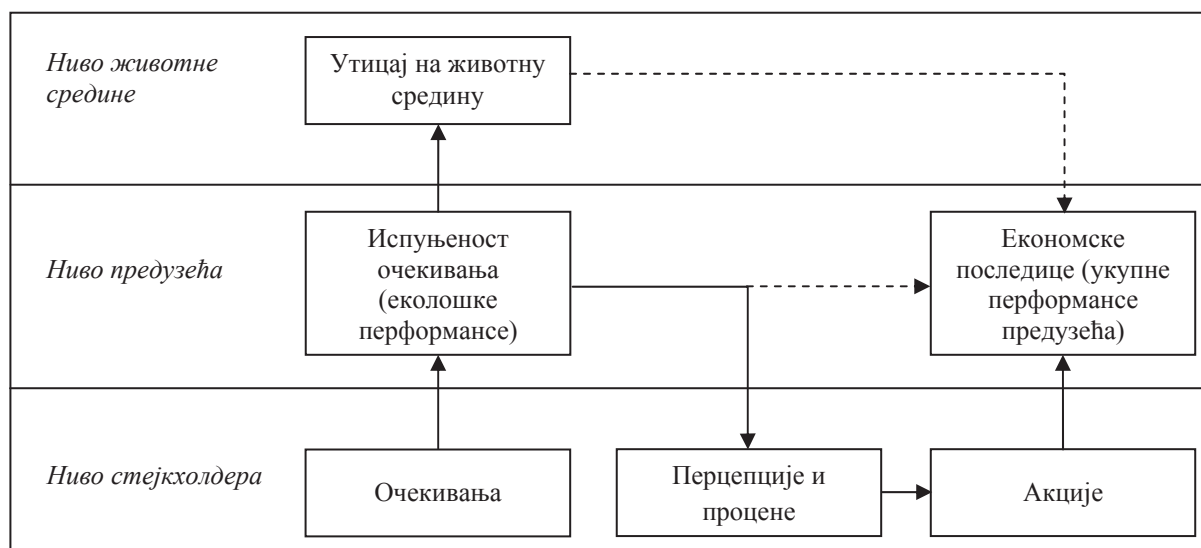 Ниво животне
средине
Утицај на животну
средину
Ниво предузећа
Испуњеност
очекивања
(еколошке
перформансе)
Економске
последице (укупне
перформансе
предузећа)
Ниво стејкхолдера
Очекивања
Перцепције и
процене
Акције